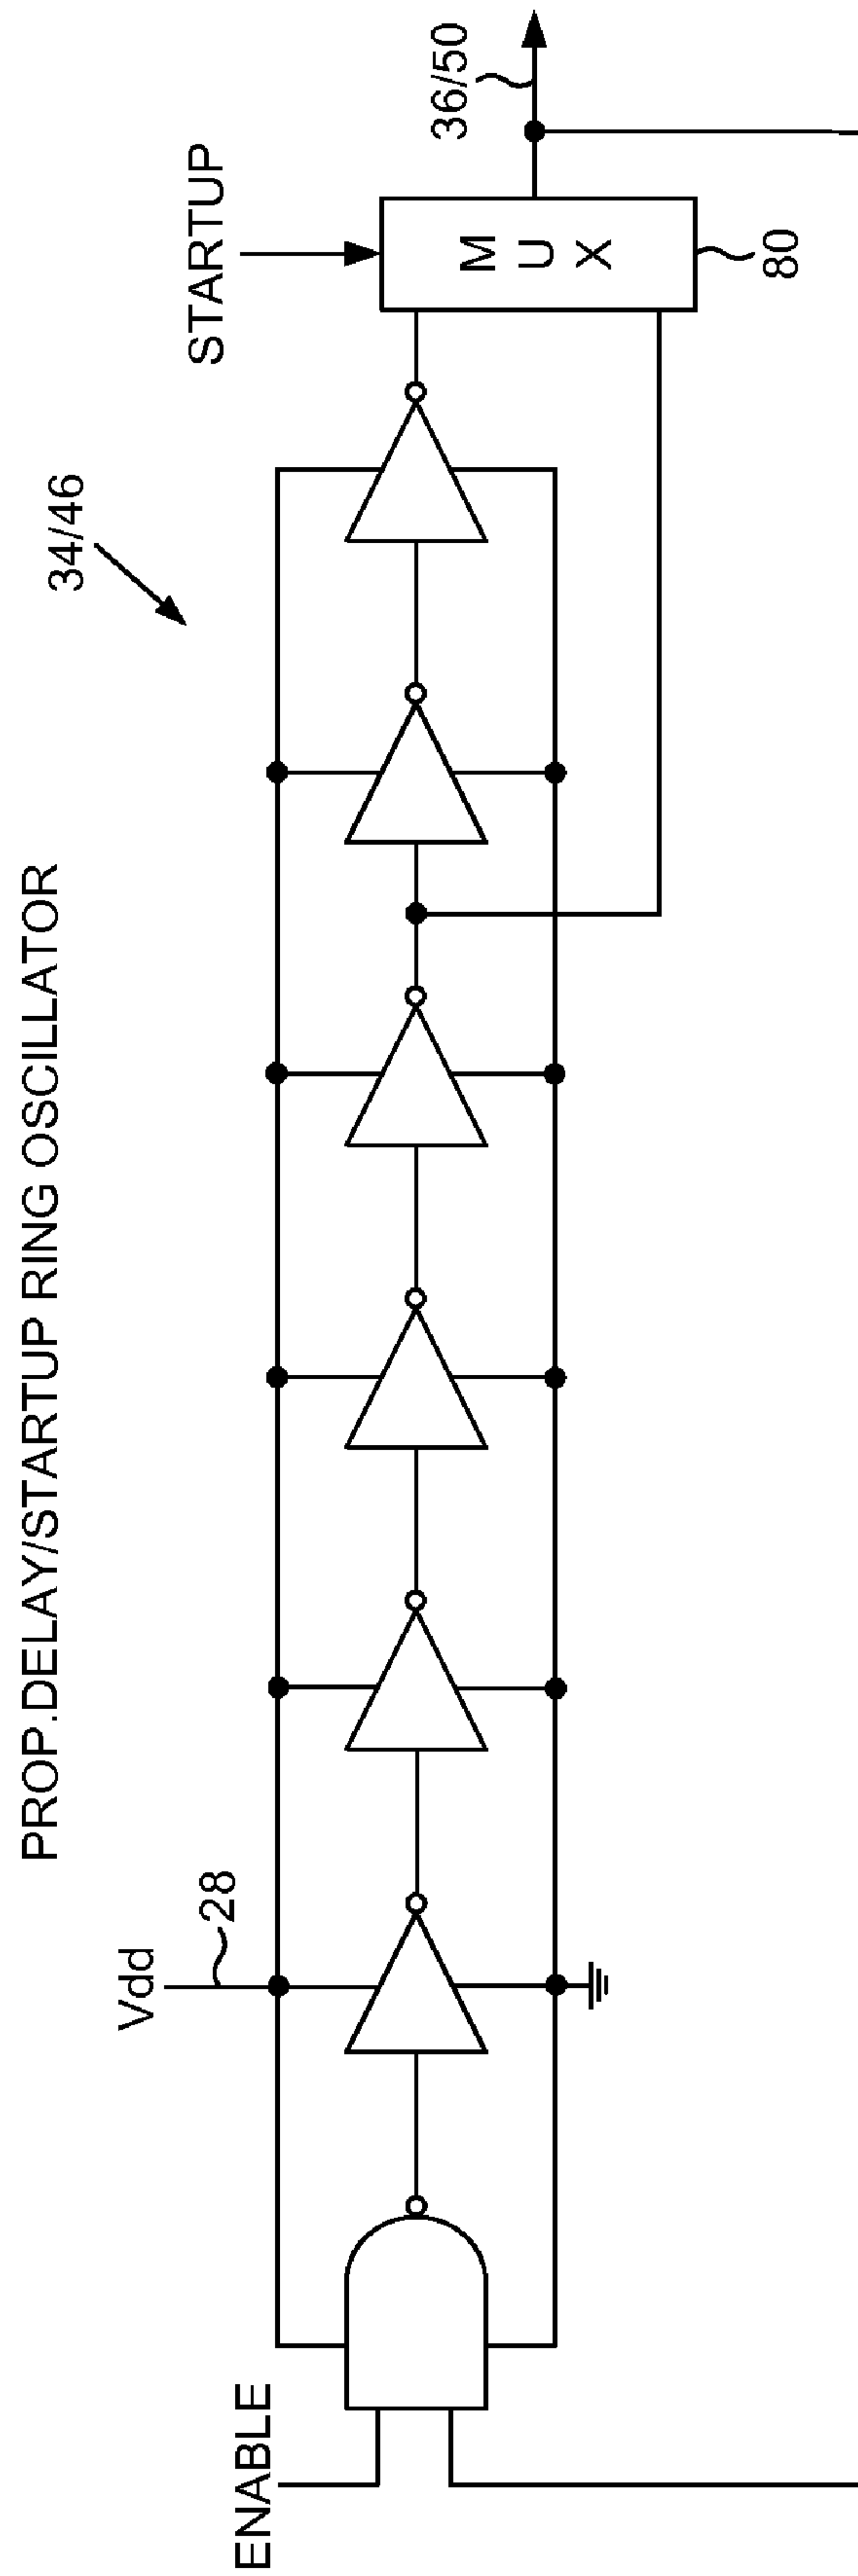 PROP.DELAY/STARTUP RING OSCILLATOR
34/46
Vdd
28
STARTUP
ENABLE
36/50
MUX
80